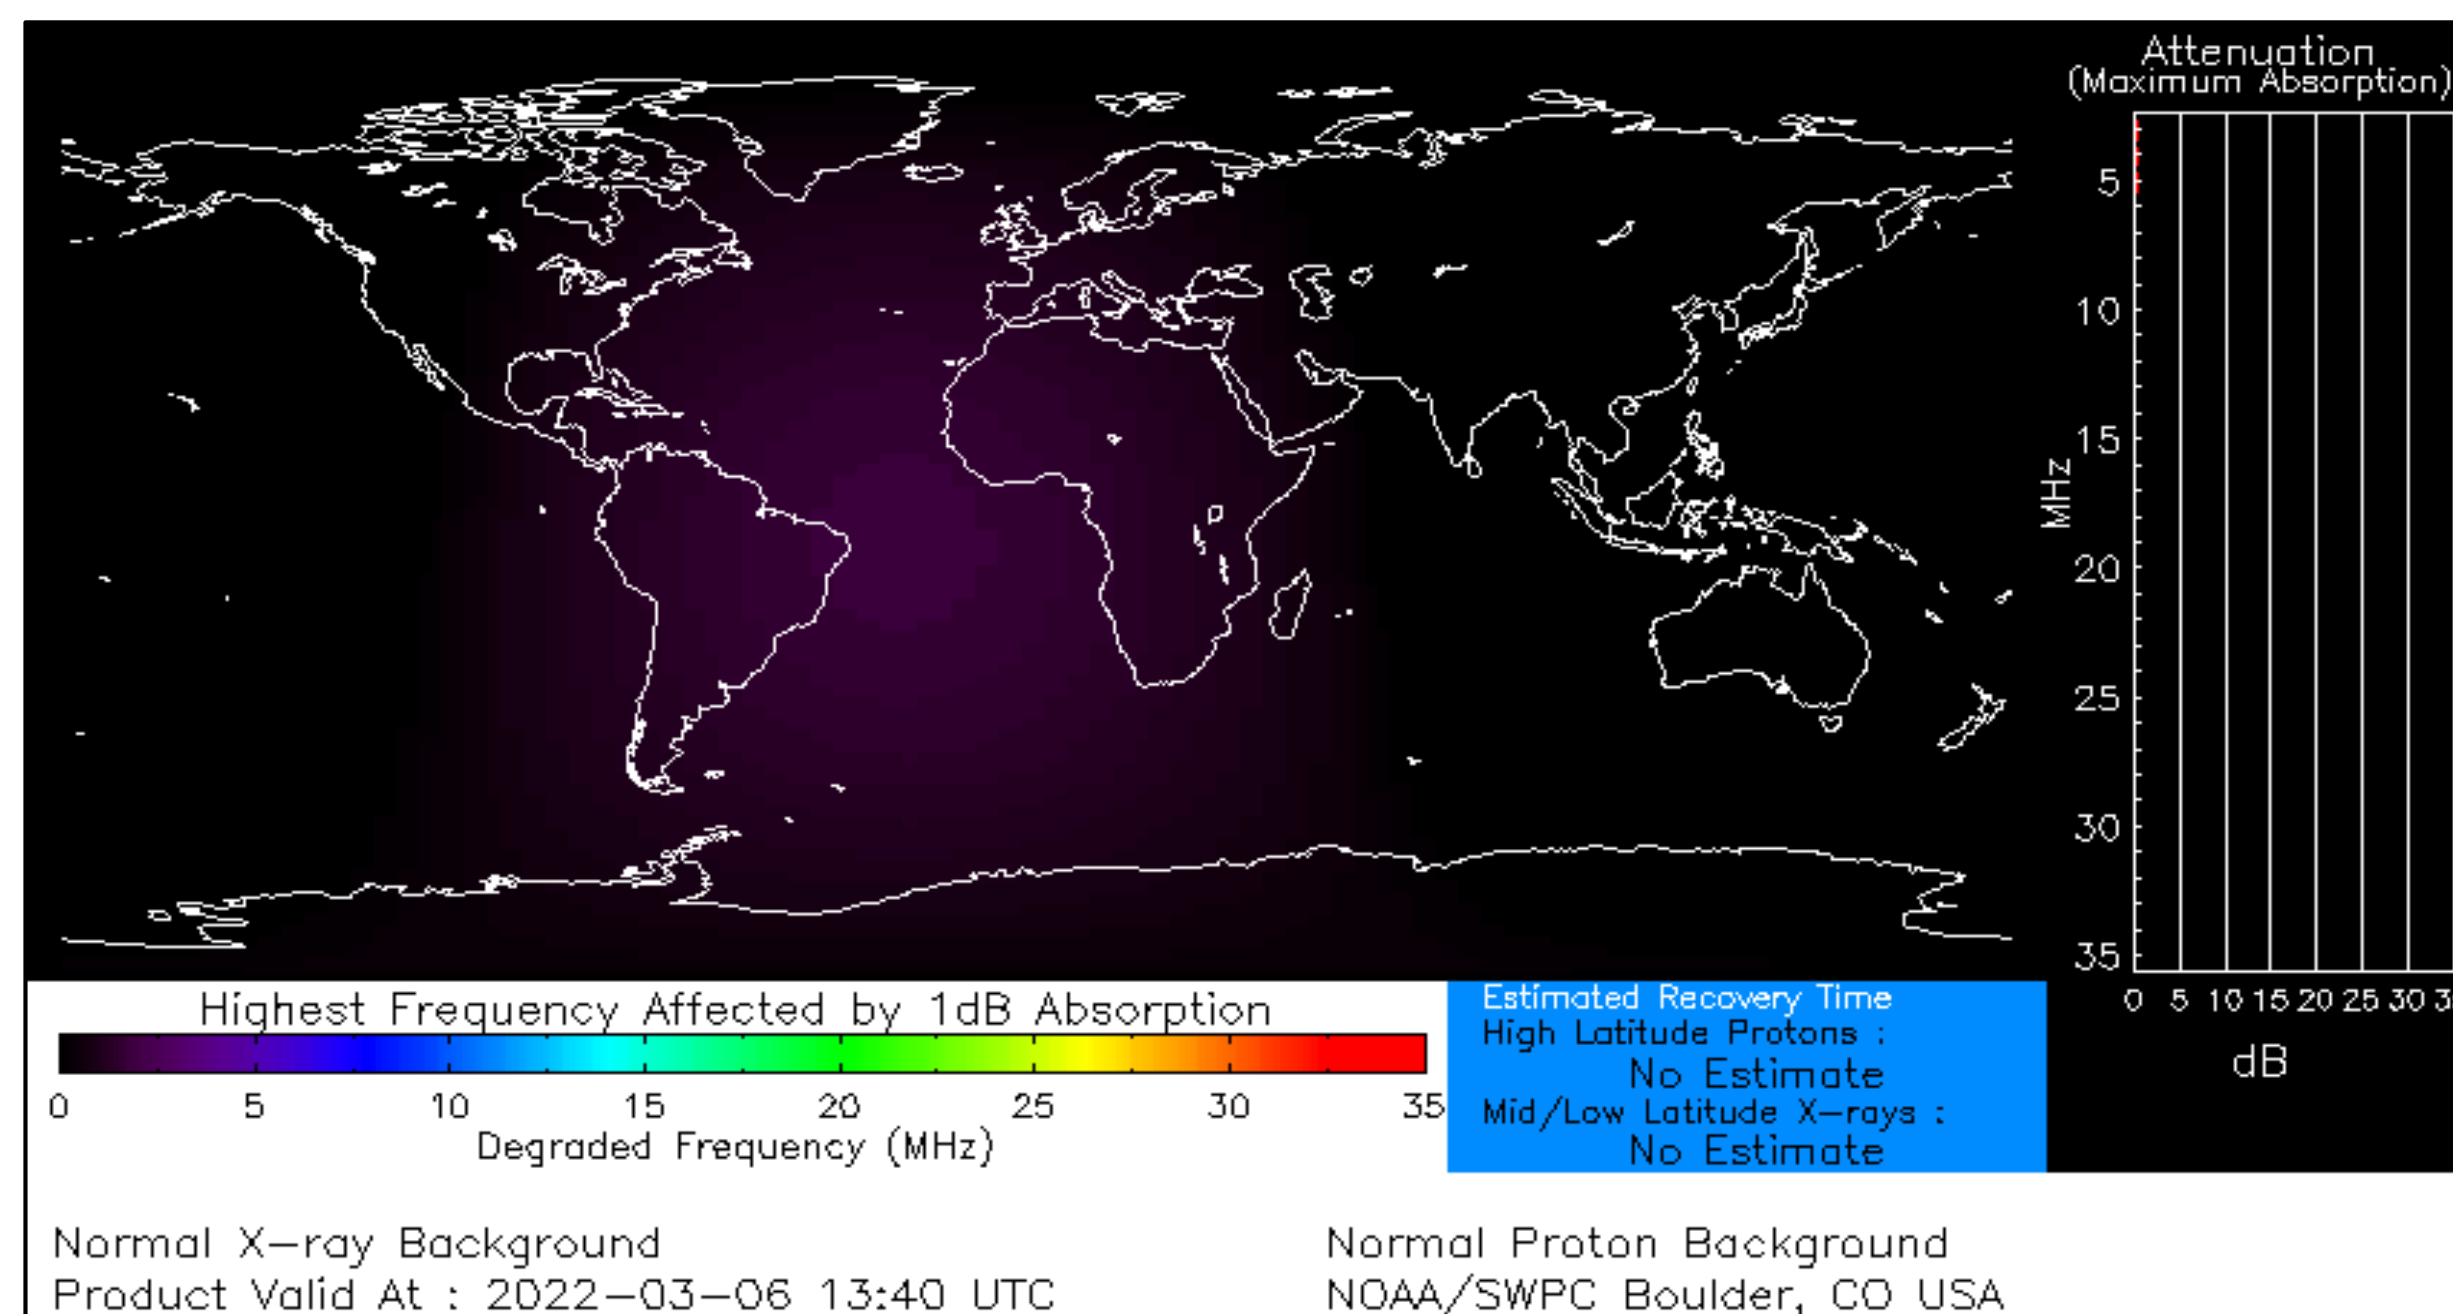 Attenuation
(Maximum Absorption)
5
10
15
20
25
30
35
MHz
0 5 10 15 20 25 30 3
dB
Highest Frequency Affected by 1dB Absorption
0 5 10 15 20 25 30 35
Degraded Frequency (MHz)
Estimated Recovery Time
High Latitude Protons :
No Estimate
Mid/Low Latitude X-rays :
No Estimate
Normal X-ray Background
Product Valid At : 2022-03-06 13:40 UTC
Normal Proton Background
NOAA/SWPC Boulder, CO USA